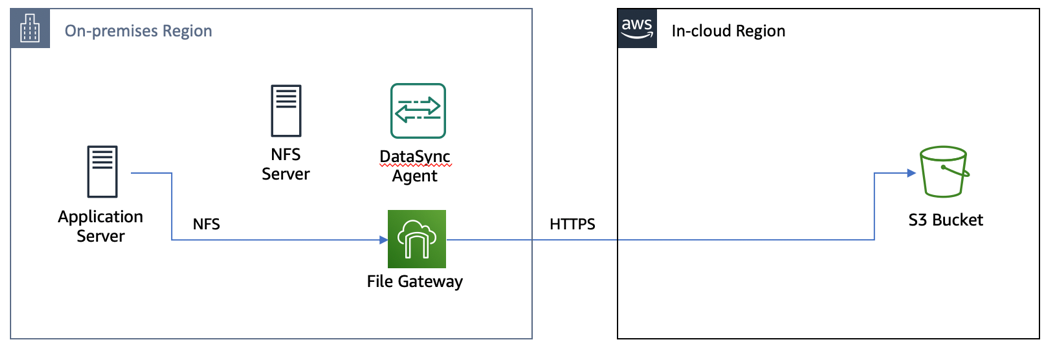 On-premises Region
aws
In-cloud Region
NFS
Server
DataSync
Agent
Application
Server
NFS
HTTPS
File Gateway
S3 Bucket